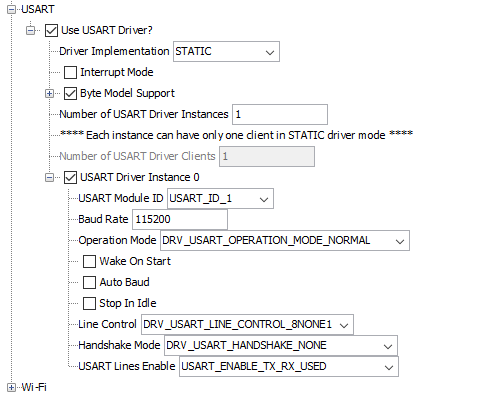 USART
Use USART Driver?
Driver Implementation STATIC
Interrupt Mode
Byte Model Support
Number of USART Driver Instances 1
**** Each instance can have only one client in STATIC driver mode ****
Number of USART Driver Clients 1
USART Driver Instance 0
USART Module ID USART_ID_1
Baud Rate 115200
Operation Mode DRV_USART_OPERATION_MODE_NORMAL
Wake On Start
Auto Baud
Stop In Idle
Line Control DRV_USART_LINE_CONTROL_8NONE1
Handshake Mode DRV_USART_HANDSHAKE_NONE
USART Lines Enable USART_ENABLE_TX_RX_USED
Wi-Fi